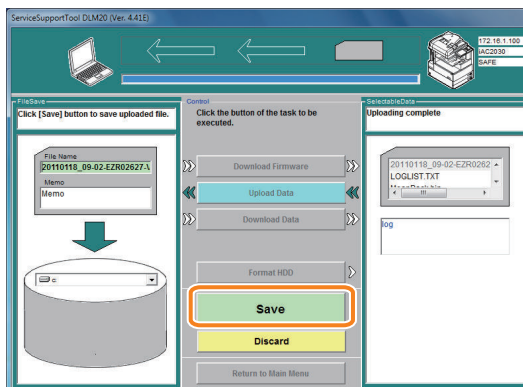 ServiceSupportTool DLM20 (Ver. 4.41E)
172.16.1.100
iAC2030
SAFE
FileSave
Click [Save] button to save uploaded file.
File Name
20110118_09-02-EZR02627-
Memo
Memo
c:
Control
Click the button of the task to be
executed.
Download Firmware
Upload Data
Download Data
Format HDD
Save
Discard
Return to Main Menu
SelectableData
Uploading complete
20110118_09-02-EZR0262
LOGLIST.TXT
log